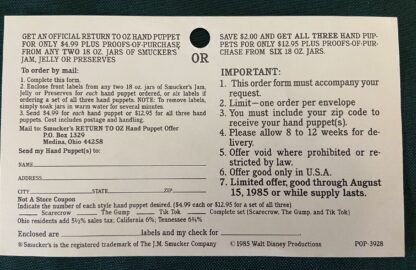 GET AN OFFICIAL RETURN TO OZ HAND PUPPET
FOR ONLY $4.99 PLUS PROOFS-OF-PURCHASE
FROM ANY TWO 18 OZ. JARS OF SMUCKER'S
JAM, JELLY OR PRESERVES
OR
SAVE $2.00 AND GET ALL THREE HAND PUP-
PETS FOR ONLY $12.95 PLUS PROOFS-OF-PUR-
CHASE FROM SIX 18 OZ. JARS.
To order by mail:
1. Complete this form.
2. Enclose front labels from any two 18 oz. jars of Smucker's Jam,
Jelly or Preserves for each hand puppet ordered, or six labels if
ordering a set of all three hand puppets. NOTE: To remove labels,
simply soak jars in warm water for several minutes.
3. Send $4.99 for each hand puppet or $12.95 for all three hand
puppets. Cost includes postage and handling.
Mail to: Smucker's RETURN TO OZ Hand Puppet Offer
P.O. Box 1329
Medina, Ohio 44258
Send my Hand Puppet(s) to:
NAME
ADDRESS
CITY STATE ZIP
Not A Store Coupon
Indicate the number of each style hand puppet desired. ($4.99 each or $12.95 for a set of all three)
Scarecrow The Gump Tik Tok Complete set (Scarecrow, The Gump, and Tik Tok)
Ohio residents add 5½% sales tax; California 6%; Tennessee 6¾%
Enclosed are labels and my check for
® Smucker's is the registered trademark of The J.M. Smucker Company
IMPORTANT:
1. This order form must accompany your
request.
2. Limit—one order per envelope
3. You must include your zip code to
receive your hand puppet(s).
4. Please allow 8 to 12 weeks for de-
livery.
5. Offer void where prohibited or re-
stricted by law.
6. Offer good only in U.S.A.
7. Limited offer, good through August
15, 1985 or while supply lasts.
© 1985 Walt Disney Productions
POP-3928